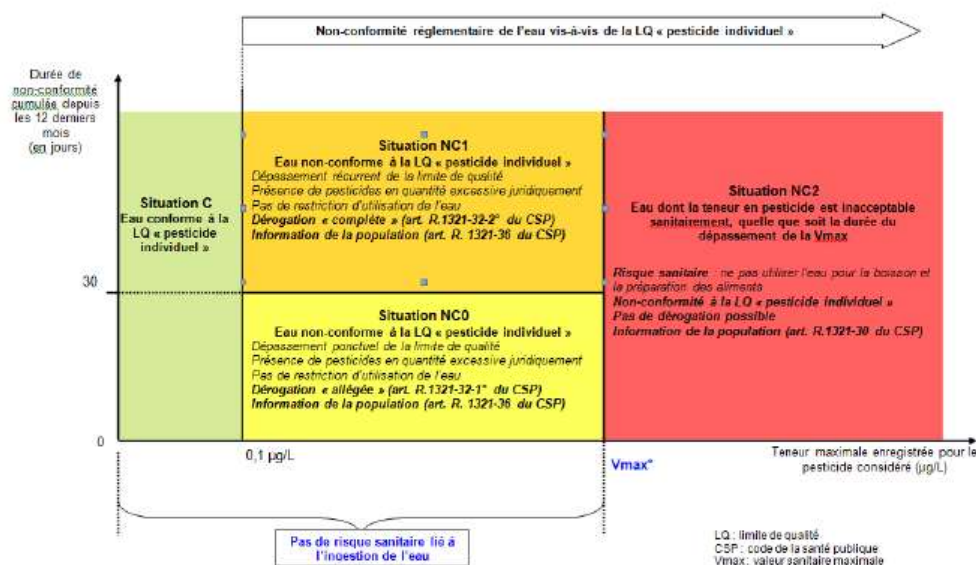 Non-conformité réglementaire de l'eau vis-à-vis de la LQ « pesticide individuel »
Durée de
non-conformité
cumulée depuis
les 12 derniers
mois
(en jours)
Situation C
Eau conforme à la
LQ « pesticide
individuel »
Situation NC1
Eau non-conforme à la LQ « pesticide individuel »
Dépassement récurrent de la limite de qualité
Présence de pesticides en quantité excessive juridiquement
Pas de restriction d'utilisation de l'eau
Dérogation « complète » (art. R.1321-32-2° du CSP)
Information de la population (art. R. 1321-36 du CSP)
Situation NC2
Eau dont la teneur en pesticide est inacceptable
sanitairement, quelle que soit la durée du
dépassement de la Vmax
Risque sanitaire : ne pas utiliser l'eau pour la boisson et
la préparation des aliments
Non-conformité à la LQ « pesticide individuel »
Pas de dérogation possible
Information de la population (art. R.1321-30 du CSP)
30
Situation NC0
Eau non-conforme à la LQ « pesticide individuel »
Dépassement ponctuel de la limite de qualité
Présence de pesticides en quantité excessive juridiquement
Pas de restriction d'utilisation de l'eau
Dérogation « allégée » (art. R.1321-32-1° du CSP)
Information de la population (art. R. 1321-36 du CSP)
0
0,1 µg/L
Vmax*
Teneur maximale enregistrée pour le
pesticide considéré (µg/L)
Pas de risque sanitaire lié à
l'ingestion de l'eau
LQ : limite de qualité
CSP : code de la santé publique
Vmax : valeur sanitaire maximale